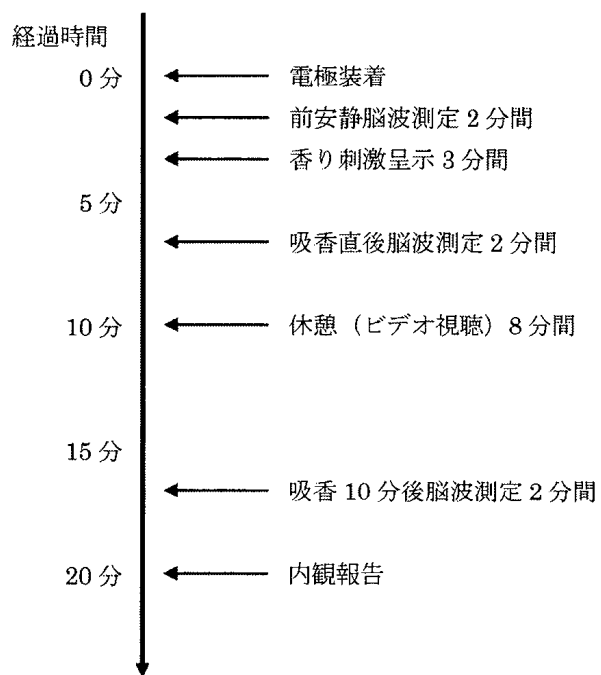 経過時間
0分 電極装着
前安静脳波測定2分間
香り刺激呈示3分間
5分
吸香直後脳波測定2分間
10分 休憩（ビデオ視聴）8分間
15分
吸香10分後脳波測定2分間
20分 内観報告